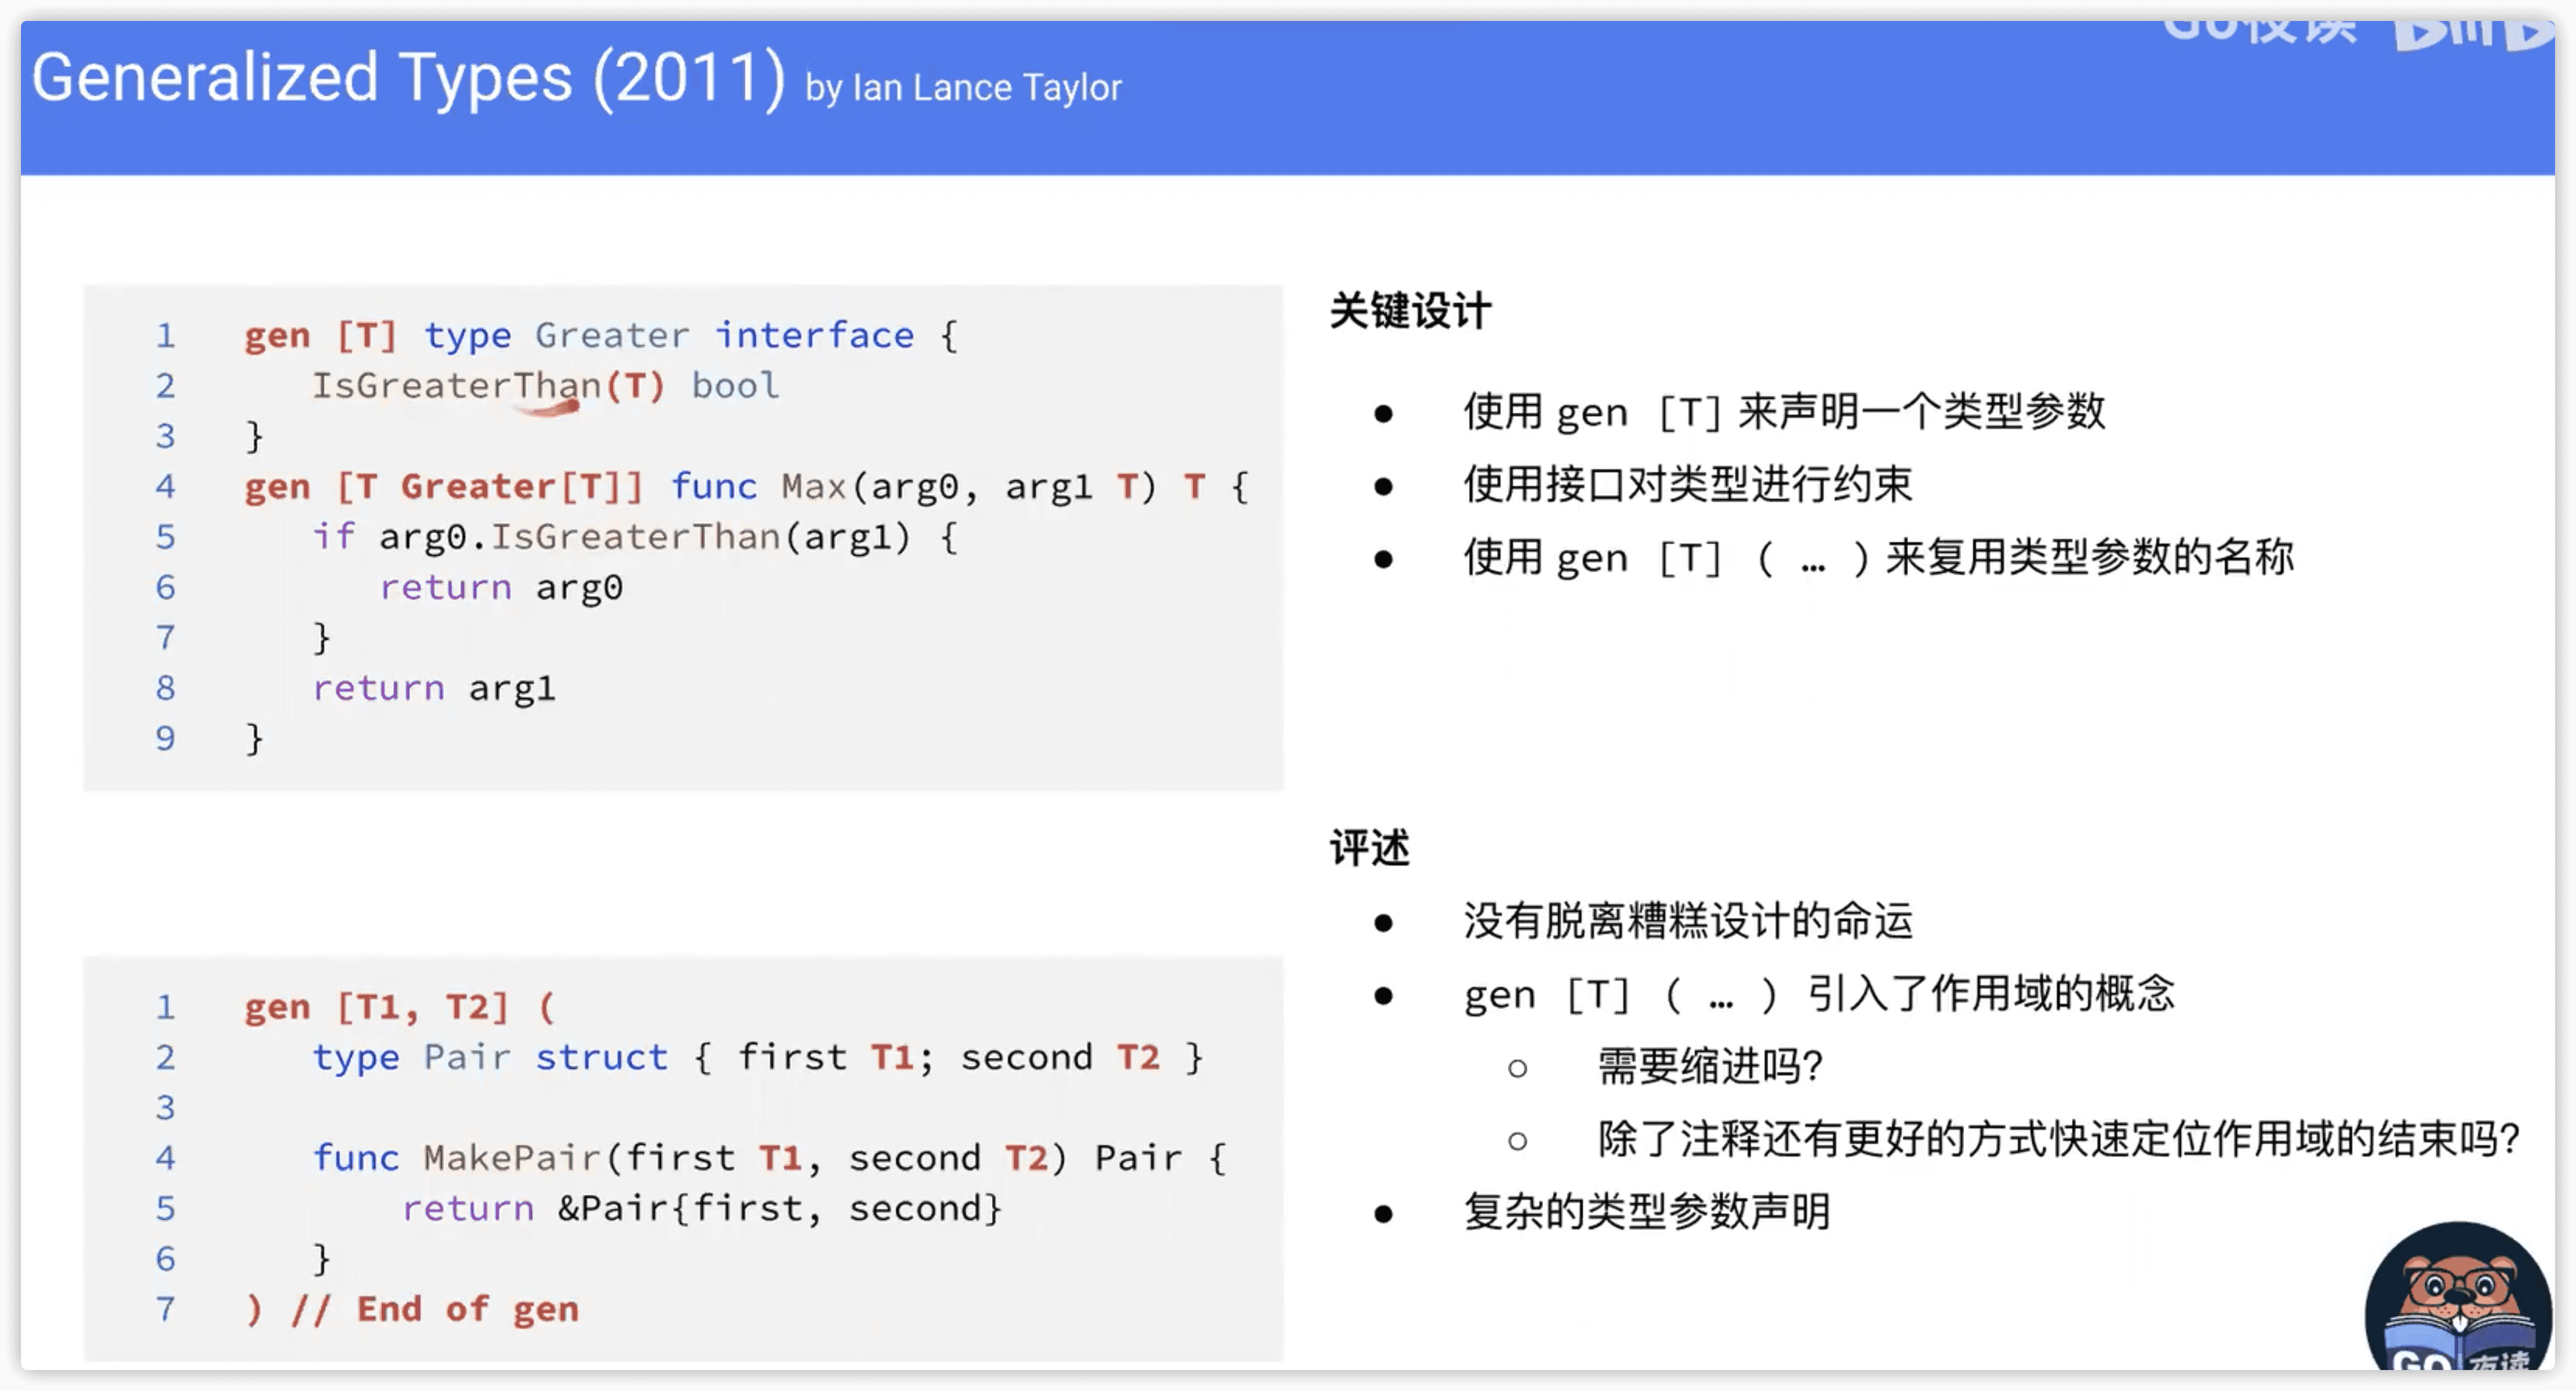 Go夜读
Generalized Types (2011) by Ian Lance Taylor
1 gen [T] type Greater interface {
2 IsGreaterThan(T) bool
3 }
4 gen [T Greater[T]] func Max(arg0, arg1 T) T {
5 if arg0.IsGreaterThan(arg1) {
6 return arg0
7 }
8 return arg1
9 }
1 gen [T1, T2] (
2 type Pair struct { first T1; second T2 }
3
4 func MakePair(first T1, second T2) Pair {
5 return &Pair{first, second}
6 }
7 ) // End of gen
关键设计
● 使用 gen [T] 来声明一个类型参数
● 使用接口对类型进行约束
● 使用 gen [T] ( … ) 来复用类型参数的名称
评述
● 没有脱离糟糕设计的命运
● gen [T] ( … ) 引入了作用域的概念
○ 需要缩进吗?
○ 除了注释还有更好的方式快速定位作用域的结束吗?
● 复杂的类型参数声明
GO夜读